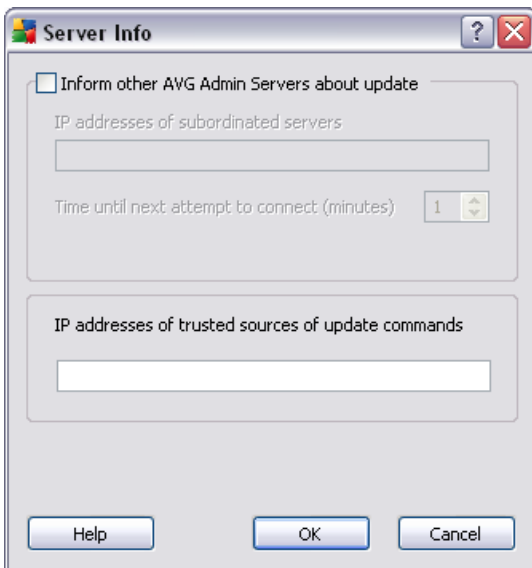 Server Info
Inform other AVG Admin Servers about update
IP addresses of subordinated servers
Time until next attempt to connect (minutes) 1
IP addresses of trusted sources of update commands
Help OK Cancel